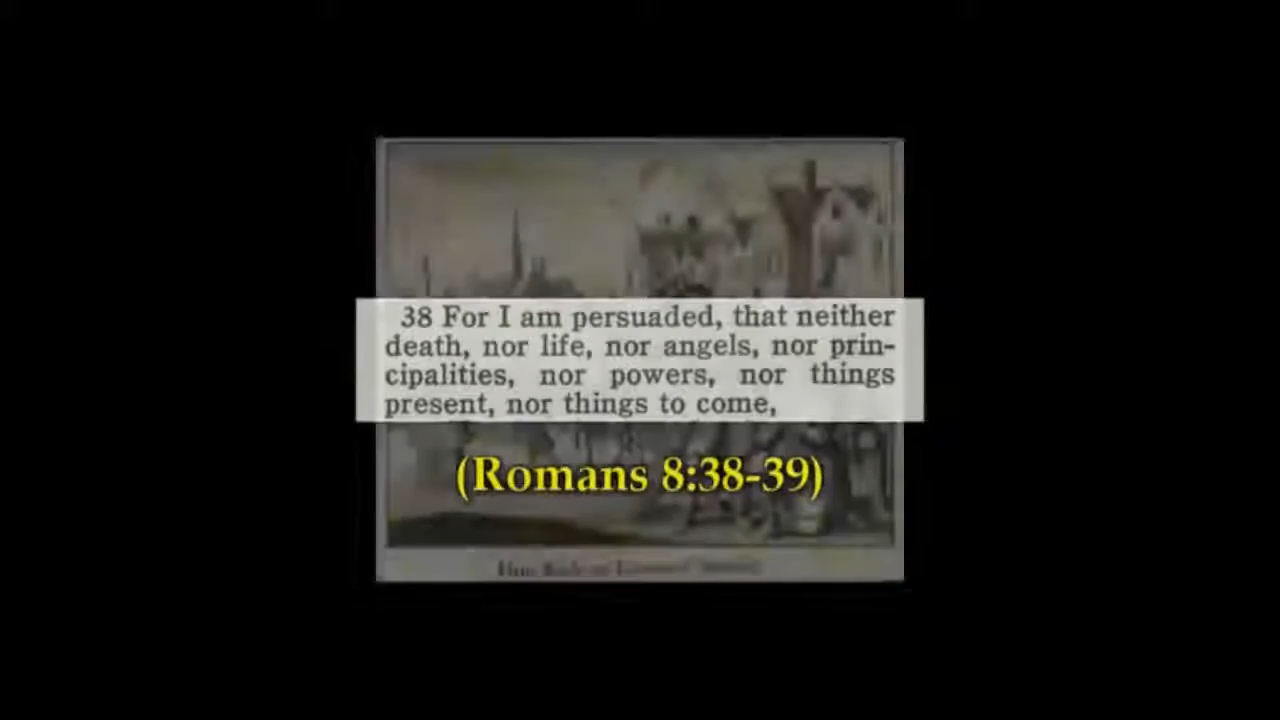 38 For I am persuaded, that neither
death, nor life, nor angels, nor prin-
cipalities, nor powers, nor things
present, nor things to come,
(Romans 8:38-39)